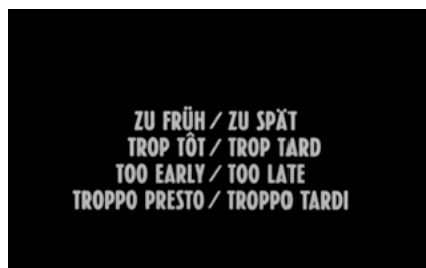 ZU FRÜH / ZU SPÄT
TROP TÔT / TROP TARD
TOO EARLY / TOO LATE
TROPPO PRESTO / TROPPO TARDI